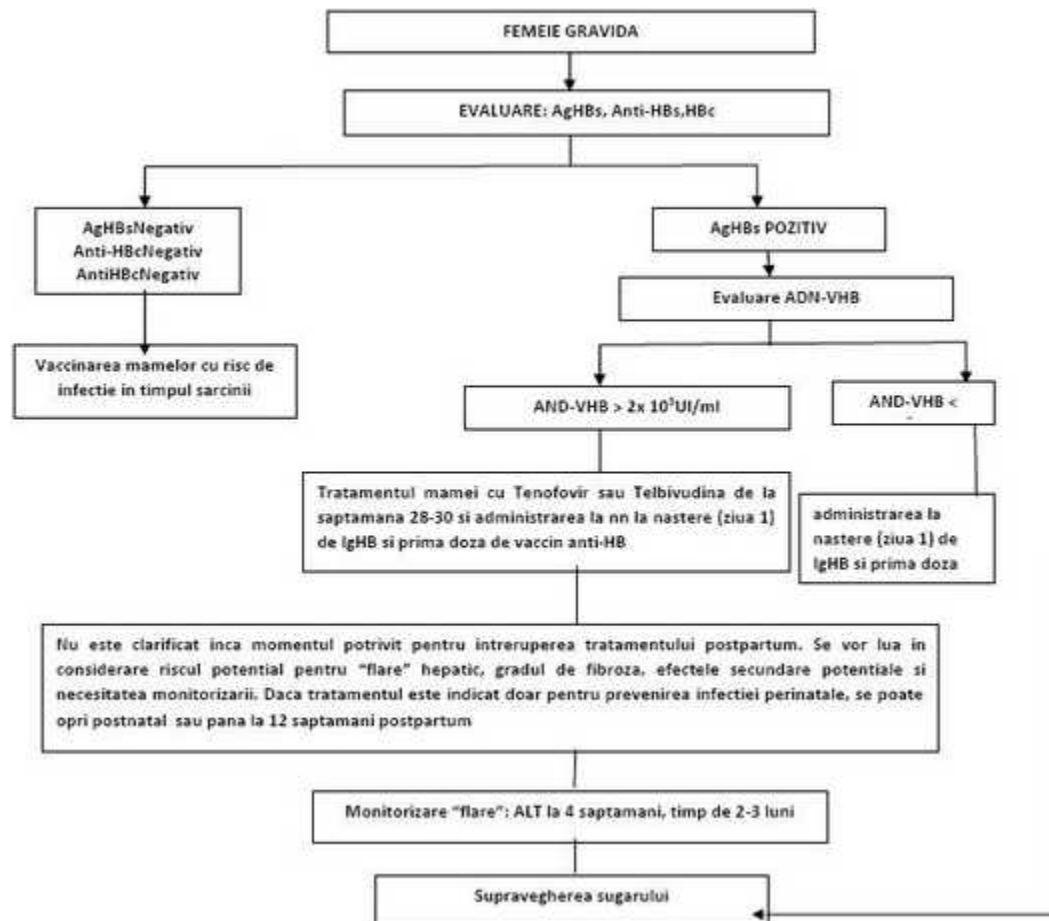 FEMEIE GRAVIDA
EVALUARE: AgHBs, Anti-HBs,HBc
AgHBsNegativ
Anti-HBcNegativ
AntiHBcNegativ
AgHBs POZITIV
Evaluare ADN-VHB
Vaccinarea mamelor cu risc de
infectie in timpul sarcinii
AND-VHB > 2x 10³UI/ml
AND-VHB <
Tratamentul mamei cu Tenofovir sau Telbivudina de la
saptamana 28-30 si administrarea la nn la nastere (ziua 1)
de IgHB si prima doza de vaccin anti-HB
administrarea la
nastere (ziua 1) de
IgHB si prima doza
Nu este clarificat inca momentul potrivit pentru intreruperea tratamentului postpartum. Se vor lua in
considerare riscul potential pentru "flare" hepatic, gradul de fibroza, efectele secundare potentiale si
necesitatea monitorizarii. Daca tratamentul este indicat doar pentru prevenirea infectiei perinatale, se poate
opri postnatal sau pana la 12 saptamani postpartum
Monitorizare "flare": ALT la 4 saptamani, timp de 2-3 luni
Supravegherea sugarului